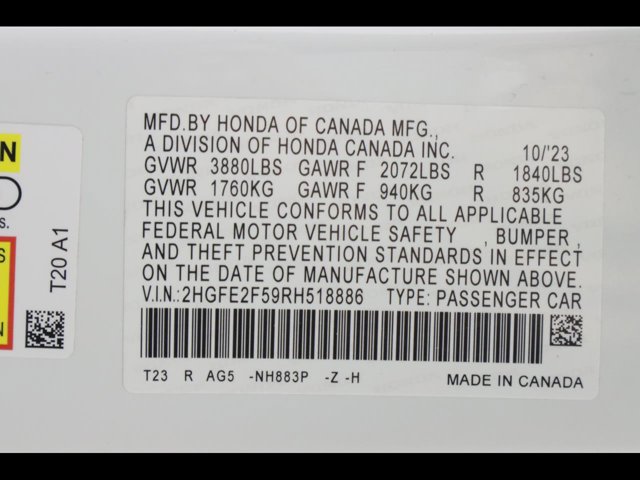 MFD.BY HONDA OF CANADA MFG.,
A DIVISION OF HONDA CANADA INC. 10/'23
GVWR 3880LBS GAWR F 2072LBS R 1840LBS
GVWR 1760KG GAWR F 940KG R 835KG
THIS VEHICLE CONFORMS TO ALL APPLICABLE
FEDERAL MOTOR VEHICLE SAFETY , BUMPER,
AND THEFT PREVENTION STANDARDS IN EFFECT
ON THE DATE OF MANUFACTURE SHOWN ABOVE.
V.I.N.:2HGFE2F59RH518886 TYPE: PASSENGER CAR
T23 R AG5 -NH883P -Z -H MADE IN CANADA
T20 A1